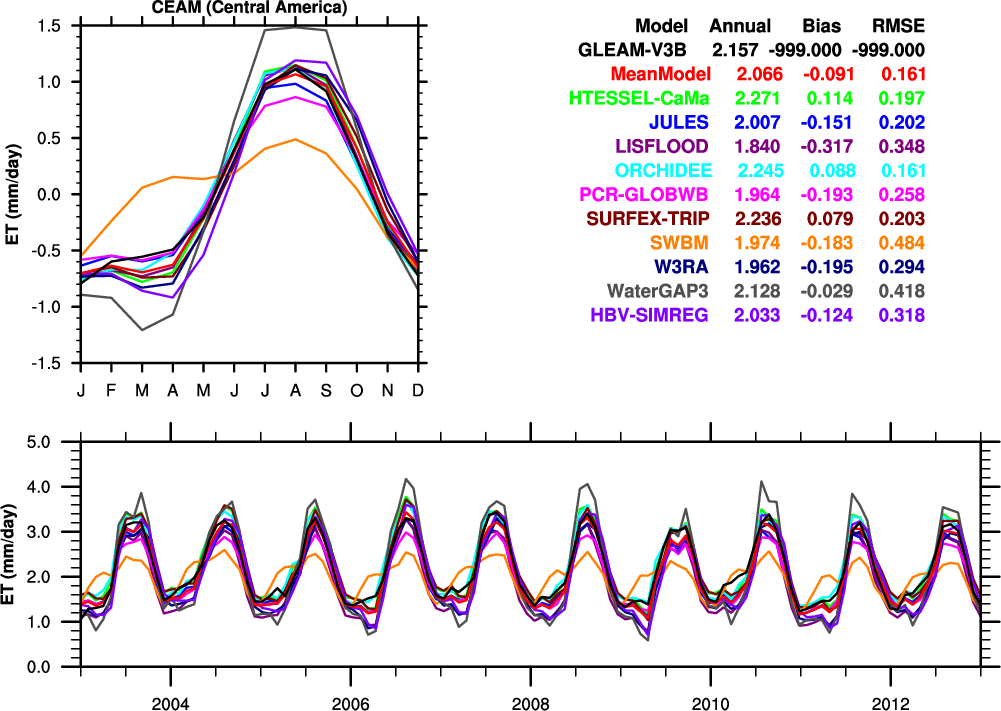 CEAM (Central America)
1.5
1.0
0.5
0.0
-0.5
-1.0
-1.5
ET (mm/day)
J F M A M J J A S O N D
Model Annual Bias RMSE
GLEAM-V3B 2.157 -999.000 -999.000
MeanModel 2.066 -0.091 0.161
HTESSEL-CaMa 2.271 0.114 0.197
JULES 2.007 -0.151 0.202
LISFLOOD 1.840 -0.317 0.348
ORCHIDEE 2.245 0.088 0.161
PCR-GLOBWB 1.964 -0.193 0.258
SURFEX-TRIP 2.236 0.079 0.203
SWBM 1.974 -0.183 0.484
W3RA 1.962 -0.195 0.294
WaterGAP3 2.128 -0.029 0.418
HBV-SIMREG 2.033 -0.124 0.318
5.0
4.0
3.0
2.0
1.0
0.0
ET (mm/day)
2004 2006 2008 2010 2012